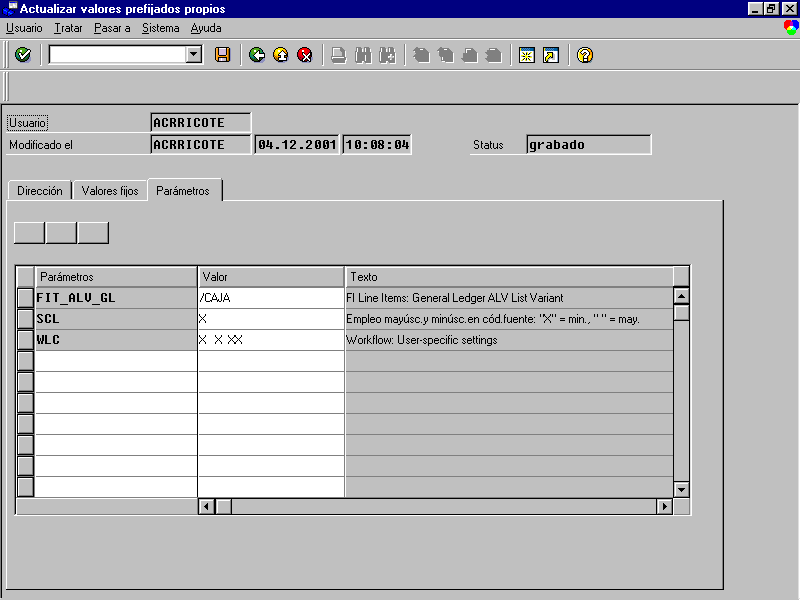 Actualizar valores prefijados propios
Usuario Tratar Pasar a Sistema Ayuda
Usuario ACRRICOTE
Modificado el ACRRICOTE 04.12.2001 10:08:04 Status grabado
Dirección Valores fijos Parámetros
Parámetros Valor Texto
FIT_ALV_GL /CAJA FI Line Items: General Ledger ALV List Variant
SCL X Empleo mayúsc.y minúsc.en cód.fuente: "X" = min., " " = may.
WLC X X XX Workflow: User-specific settings